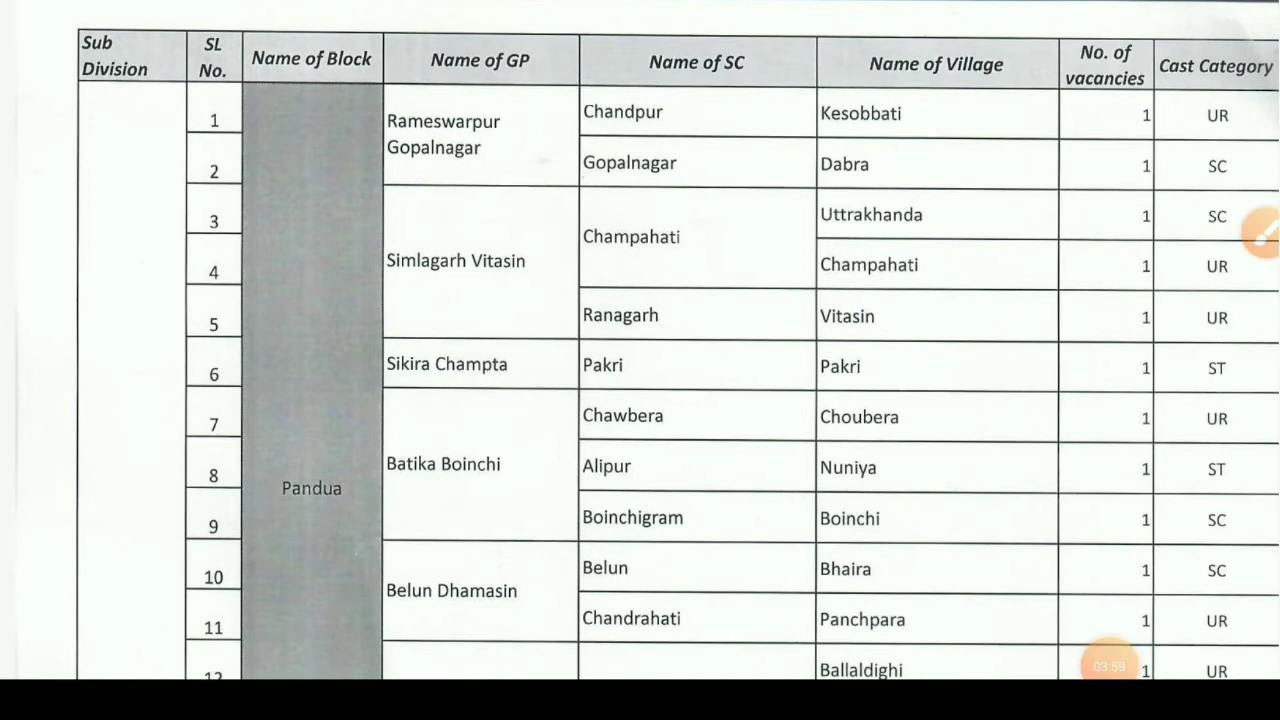 Sub Division SL No. Name of Block Name of GP Name of SC Name of Village No. of vacancies Cast Category
1 Rameswarpur Gopalnagar Chandpur Kesobbati 1 UR
2 Gopalnagar Dabra 1 SC
3 Simlagarh Vitasin Champahati Uttrakhanda 1 SC
4 Champahati 1 UR
5 Ranagarh Vitasin 1 UR
6 Sikira Champta Pakri Pakri 1 ST
7 Batika Boinchi Chawbera Choubera 1 UR
8 Pandua Alipur Nuniya 1 ST
9 Boinchigram Boinchi 1 SC
10 Belun Dhamasin Belun Bhaira 1 SC
11 Chandrahati Panchpara 1 UR
12 Ballaldighi 1 UR
03:59